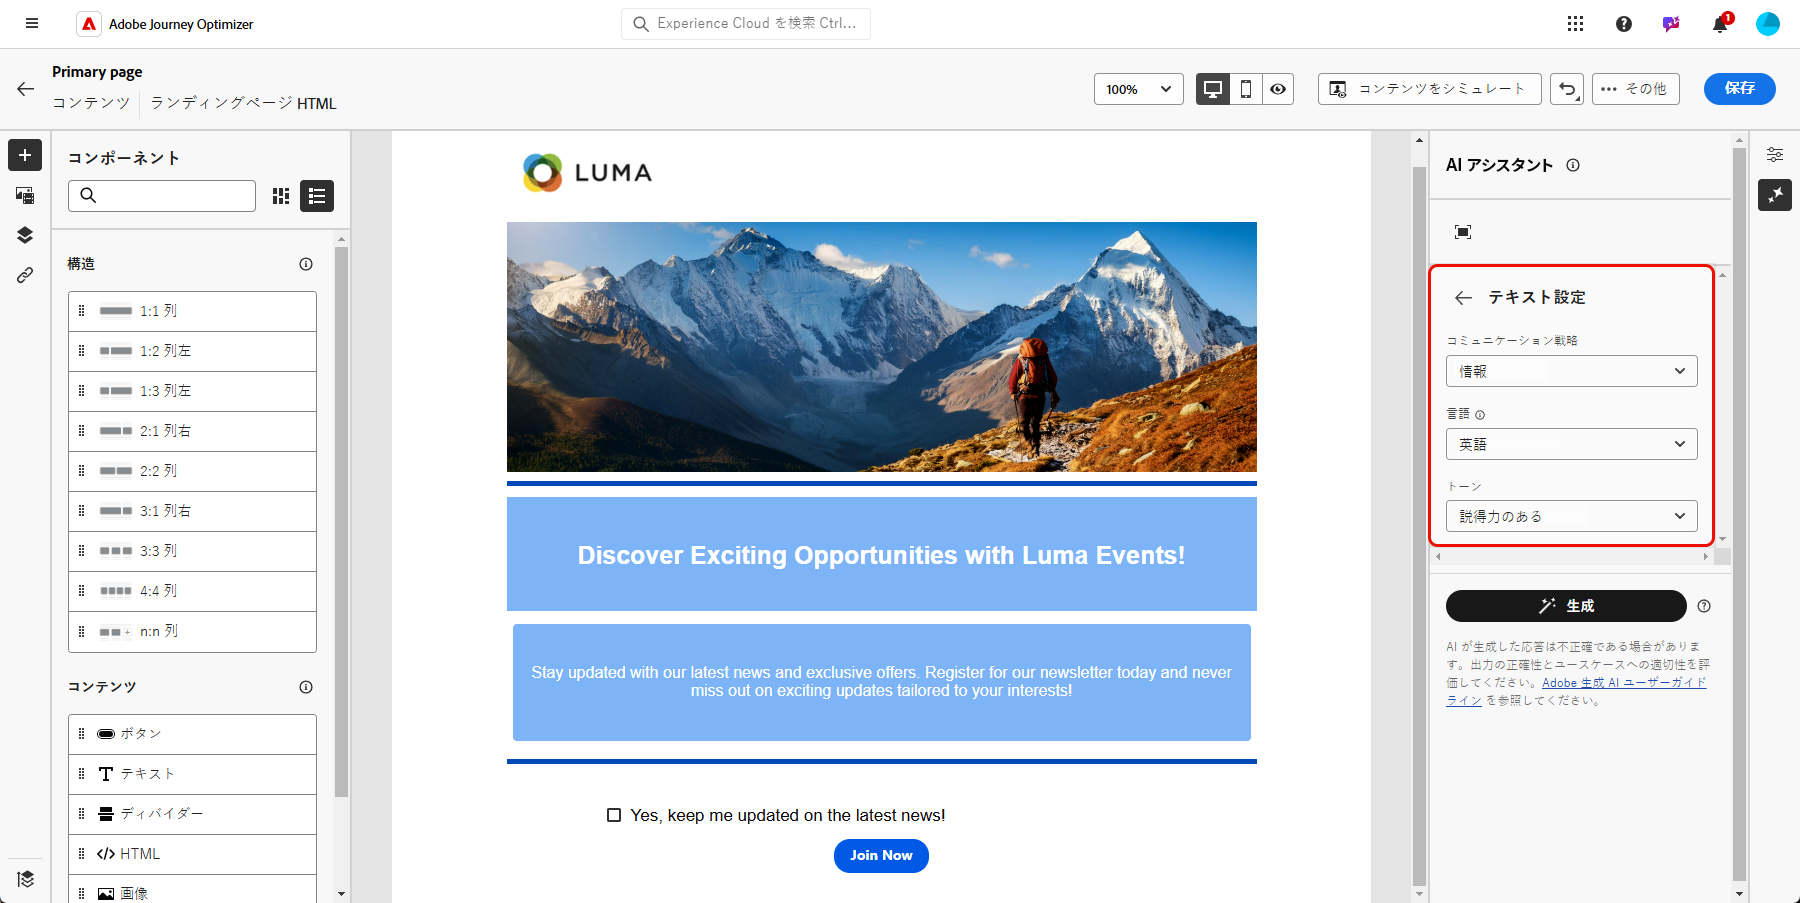 Adobe Journey Optimizer
Experience Cloud を検索 Ctrl...
1
Primary page
コンテンツ
ランディングページ HTML
100%
コンテンツをシミュレート
その他
保存
コンポーネント
構造
1:1 列
1:2 列左
1:3 列左
2:1 列右
2:2 列
3:1 列右
3:3 列
4:4 列
n:n 列
コンテンツ
ボタン
テキスト
ディバイダー
HTML
画像
LUMA
Discover Exciting Opportunities with Luma Events!
Stay updated with our latest news and exclusive offers. Register for our newsletter today and never
miss out on exciting updates tailored to your interests!
Yes, keep me updated on the latest news!
Join Now
AI アシスタント
テキスト設定
コミュニケーション戦略
情報
言語
英語
トーン
説得力のある
生成
AI が生成した応答は不正確である場合がありま
す。出力の正確性とユースケースへの適切性を評
価してください。Adobe 生成 AI ユーザーガイド
ライン を参照してください。